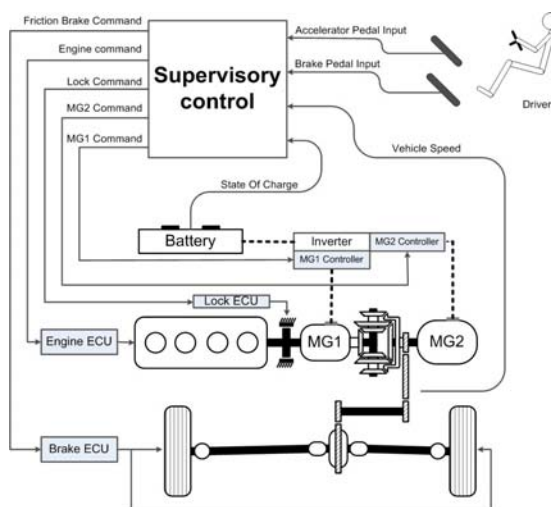 Friction Brake Command
Engine command
Lock Command
MG2 Command
MG1 Command
Supervisory
control
Accelerator Pedal Input
Brake Pedal Input
Driver
Vehicle Speed
State Of Charge
Battery
Inverter
MG2 Controller
MG1 Controller
Lock ECU
Engine ECU
MG1
MG2
Brake ECU